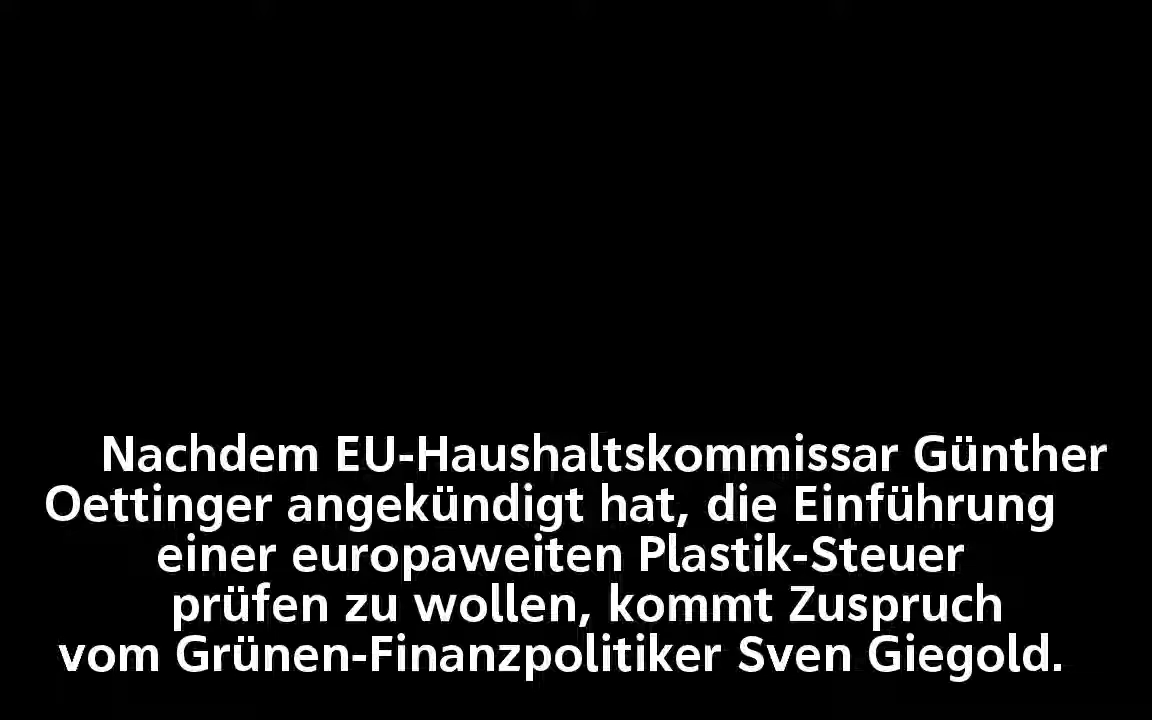 Nachdem EU-Haushaltskommissar Günther
Oettinger angekündigt hat, die Einführung
einer europaweiten Plastik-Steuer
prüfen zu wollen, kommt Zuspruch
vom Grünen-Finanzpolitiker Sven Giegold.